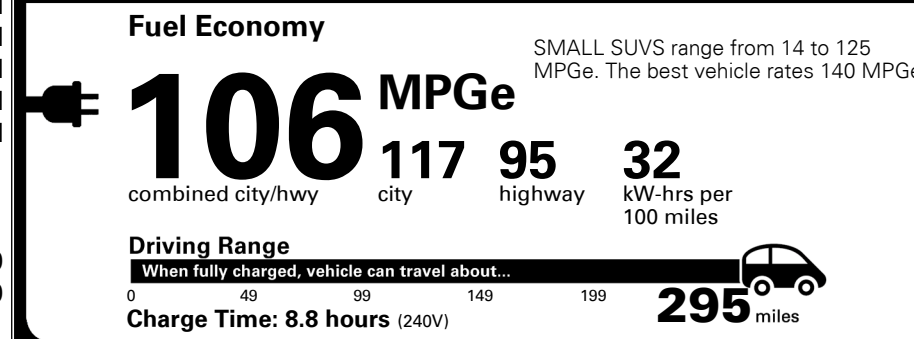 Fuel Economy
SMALL SUVS range from 14 to 125
MPGe. The best vehicle rates 140 MPGe
106 MPGe
117 95 32
combined city/hwy city highway kW-hrs per
100 miles
Driving Range
When fully charged, vehicle can travel about...
0 49 99 149 199 295 miles
Charge Time: 8.8 hours (240V)